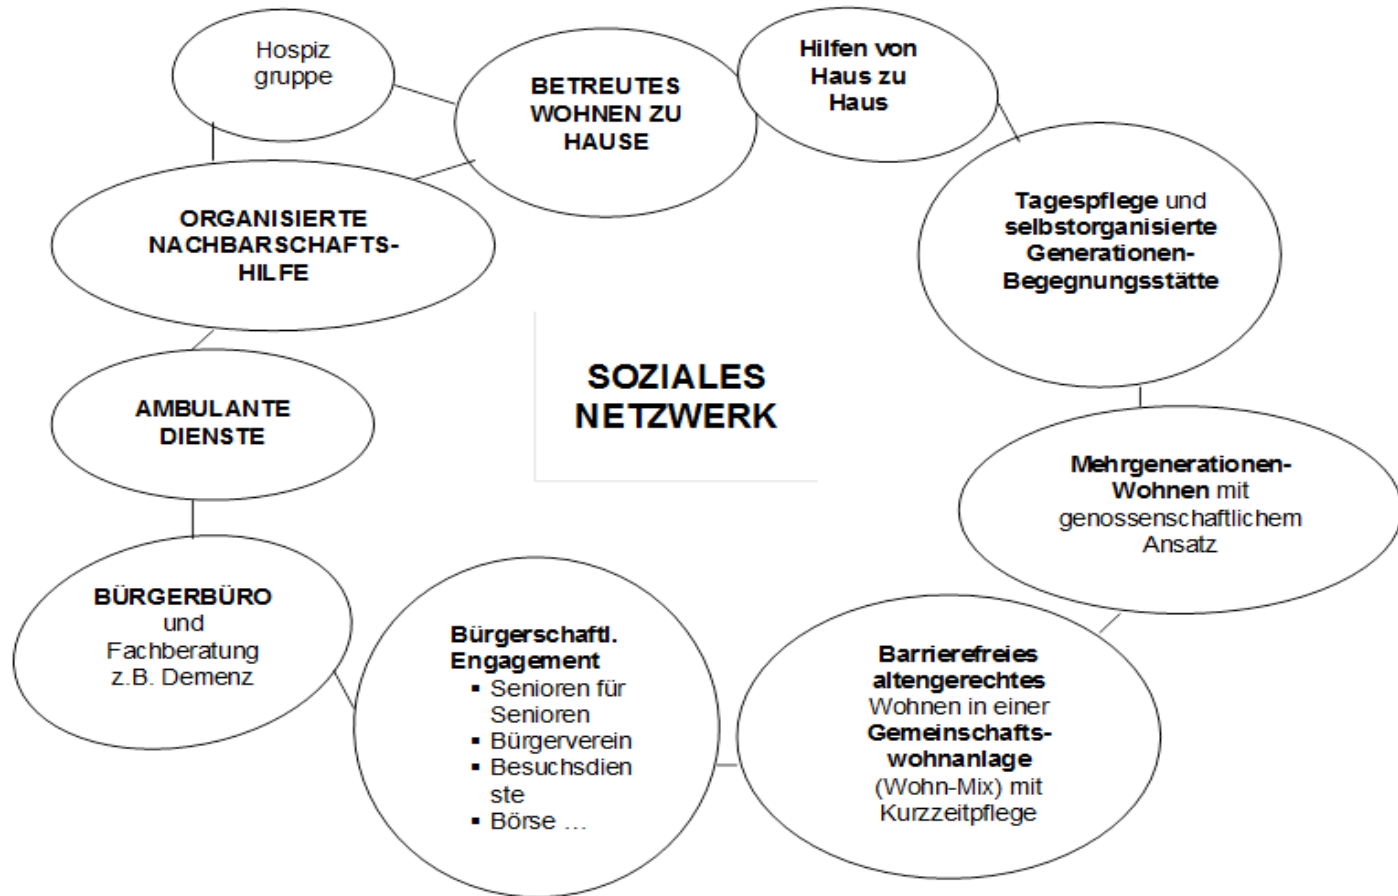 Hospiz
gruppe
BETREUTES
WOHNEN ZU
HAUSE
Hilfen von
Haus zu
Haus
Tagespflege und
selbstorganisierte
Generationen-
Begegnungsstätte
ORGANISIERTE
NACHBARSCHAFTS-
HILFE
SOZIALES
NETZWERK
AMBULANTE
DIENSTE
Mehrgenerationen-
Wohnen mit
genossenschaftlichem
Ansatz
BÜRGERBÜRO
und
Fachberatung
z.B. Demenz
Bürgerschaftl.
Engagement
▪ Senioren für
Senioren
▪ Bürgerverein
▪ Besuchsdien
ste
▪ Börse …
Barrierefreies
altengerechtes
Wohnen in einer
Gemeinschafts-
wohnanlage
(Wohn-Mix) mit
Kurzzeitpflege